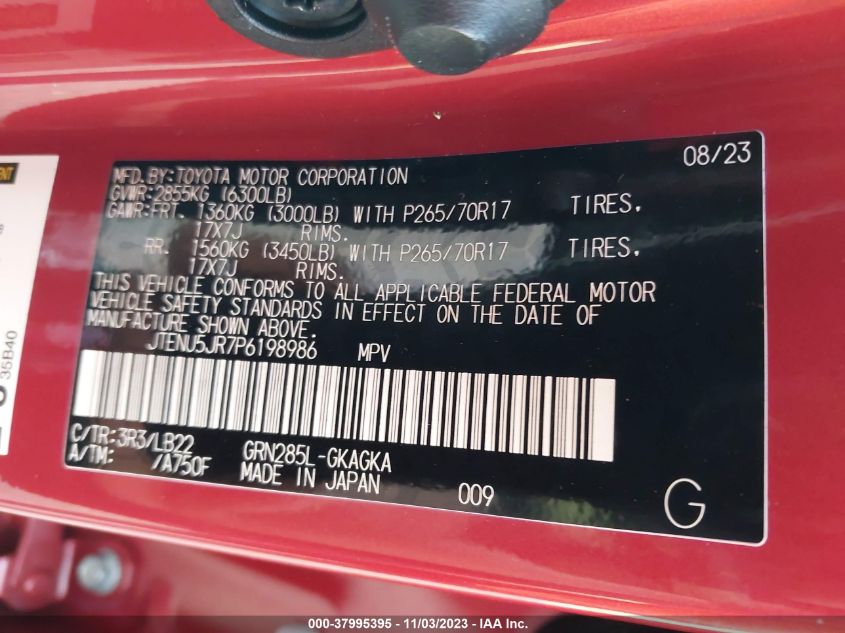 08/23
MFD.BY:TOYOTA MOTOR CORPORATION
GVWR:2855KG (6300LB)
GAWR:FRT. 1360KG (3000LB) WITH P265/70R17 TIRES.
17X7J RIMS.
RR. 1560KG (3450LB) WITH P265/70R17 TIRES.
17X7J RIMS.
THIS VEHICLE CONFORMS TO ALL APPLICABLE FEDERAL MOTOR
VEHICLE SAFETY STANDARDS IN EFFECT ON THE DATE OF
MANUFACTURE SHOWN ABOVE.
JTENU5JR7P6198986 MPV
C/TR:3R3/LB22 GRN285L-GKAGKA
A/TM: /A750F MADE IN JAPAN 009 G
35B40
000-37995395 - 11/03/2023 - IAA Inc.